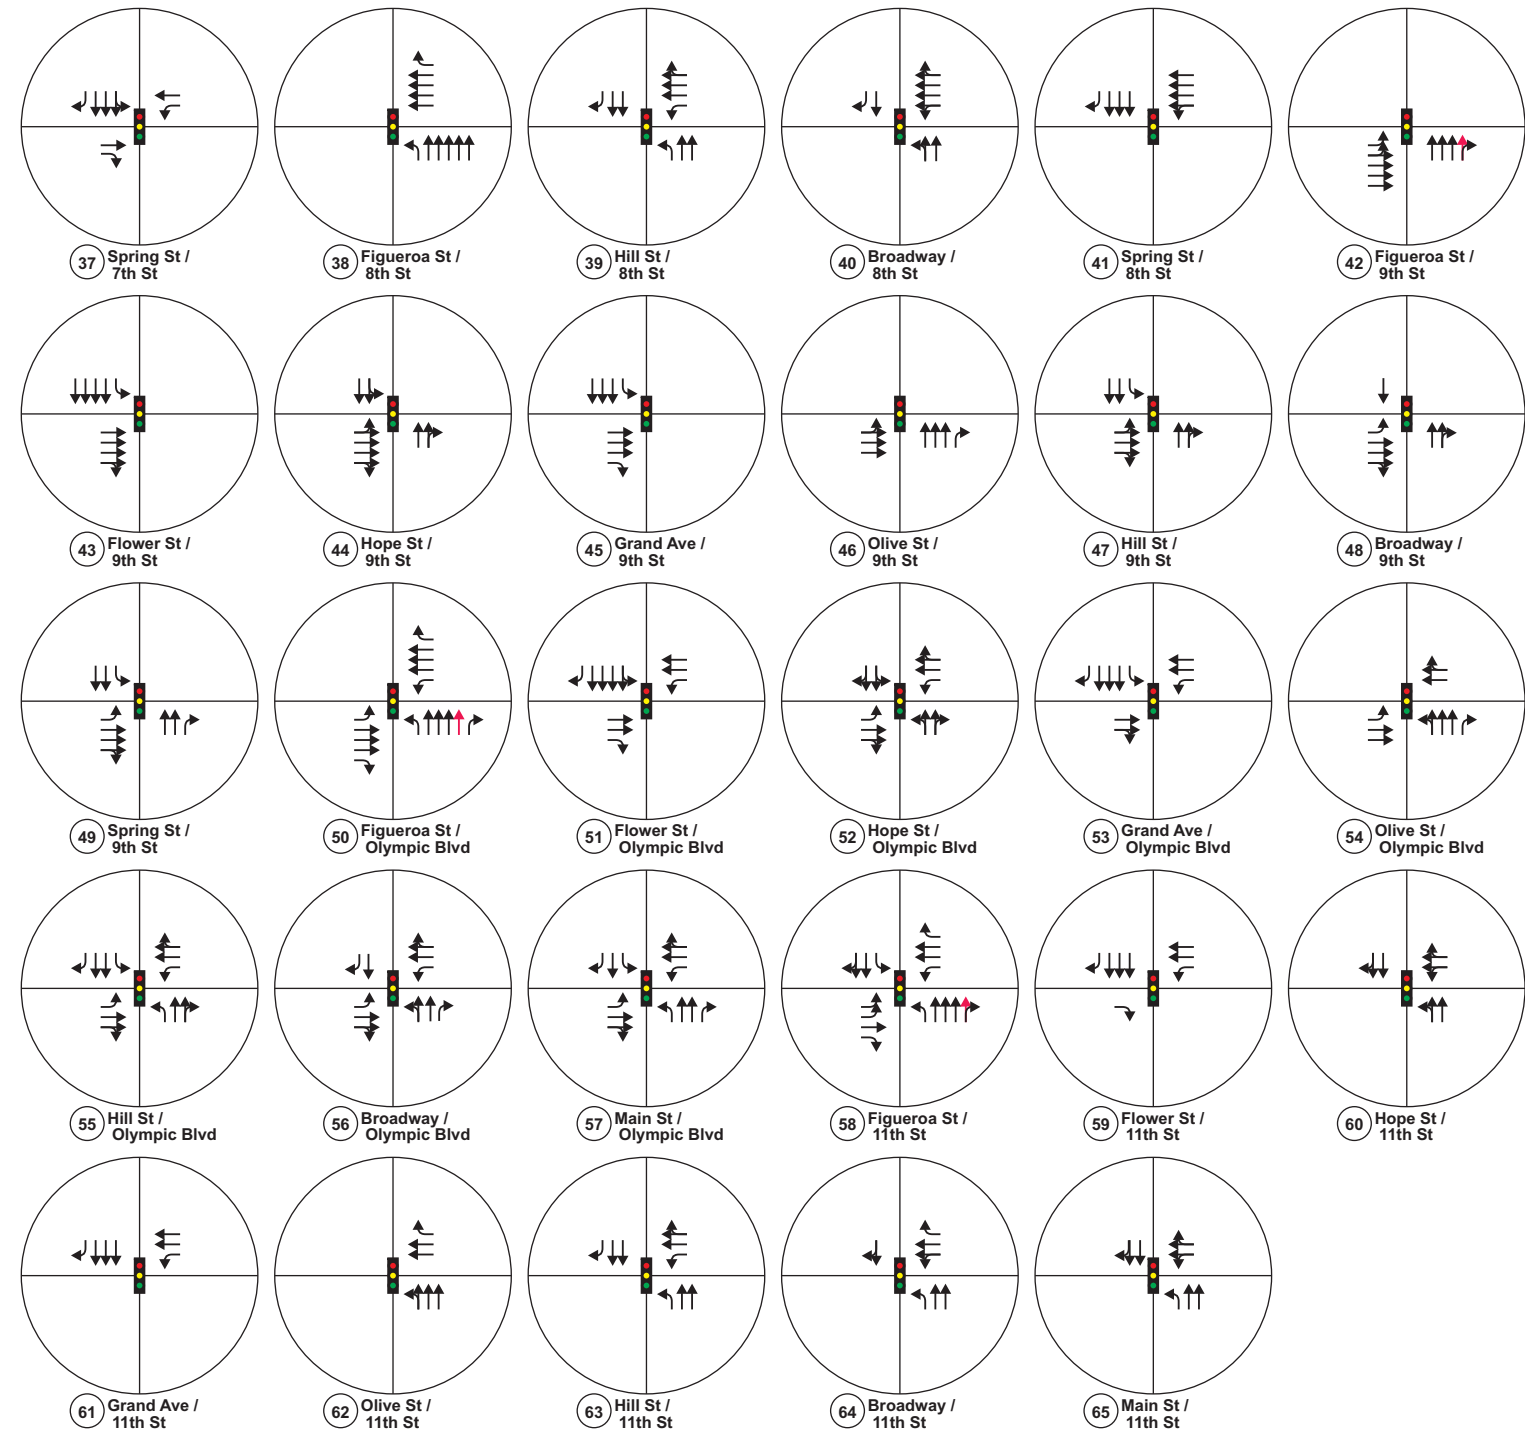 37 Spring St /
7th St
38 Figueroa St /
8th St
39 Hill St /
8th St
40 Broadway /
8th St
41 Spring St /
8th St
42 Figueroa St /
9th St
43 Flower St /
9th St
44 Hope St /
9th St
45 Grand Ave /
9th St
46 Olive St /
9th St
47 Hill St /
9th St
48 Broadway /
9th St
49 Spring St /
9th St
50 Figueroa St /
Olympic Blvd
51 Flower St /
Olympic Blvd
52 Hope St /
Olympic Blvd
53 Grand Ave /
Olympic Blvd
54 Olive St /
Olympic Blvd
55 Hill St /
Olympic Blvd
56 Broadway /
Olympic Blvd
57 Main St /
Olympic Blvd
58 Figueroa St /
11th St
59 Flower St /
11th St
60 Hope St /
11th St
61 Grand Ave /
11th St
62 Olive St /
11th St
63 Hill St /
11th St
64 Broadway /
11th St
65 Main St /
11th St